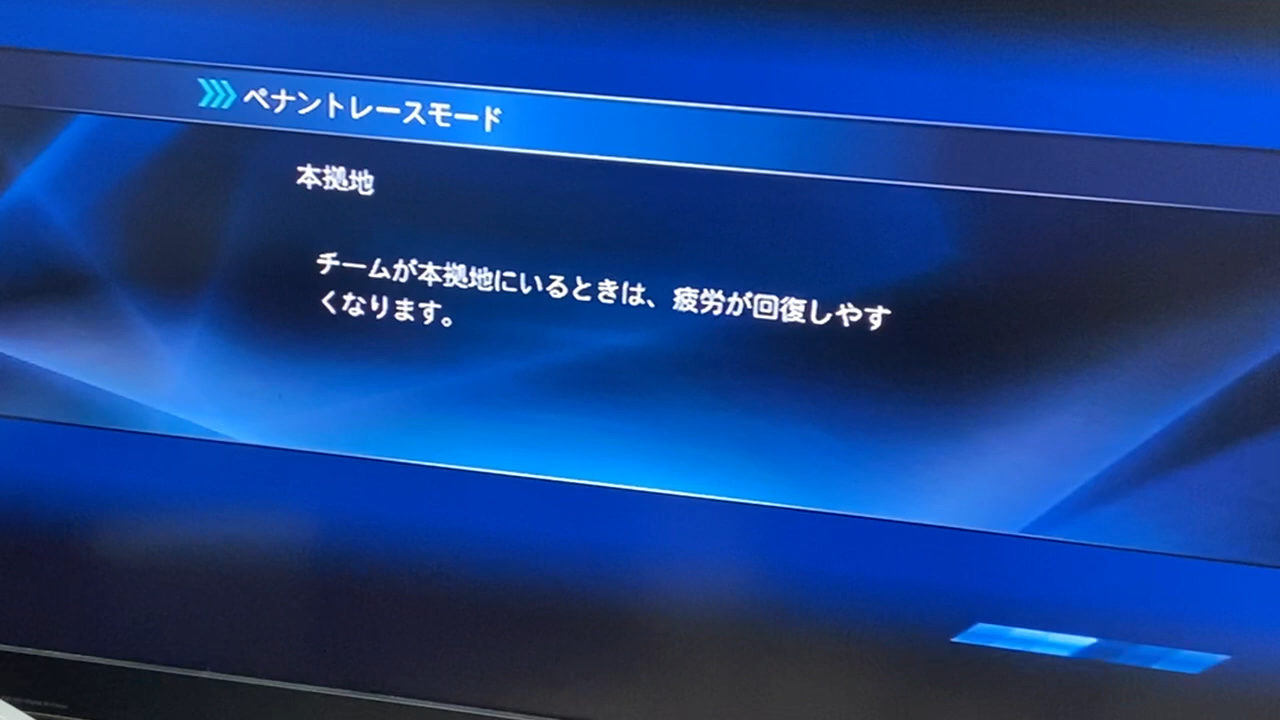 ペナントレースモード
本拠地
チームが本拠地にいるときは、疲労が回復しやす
くなります。